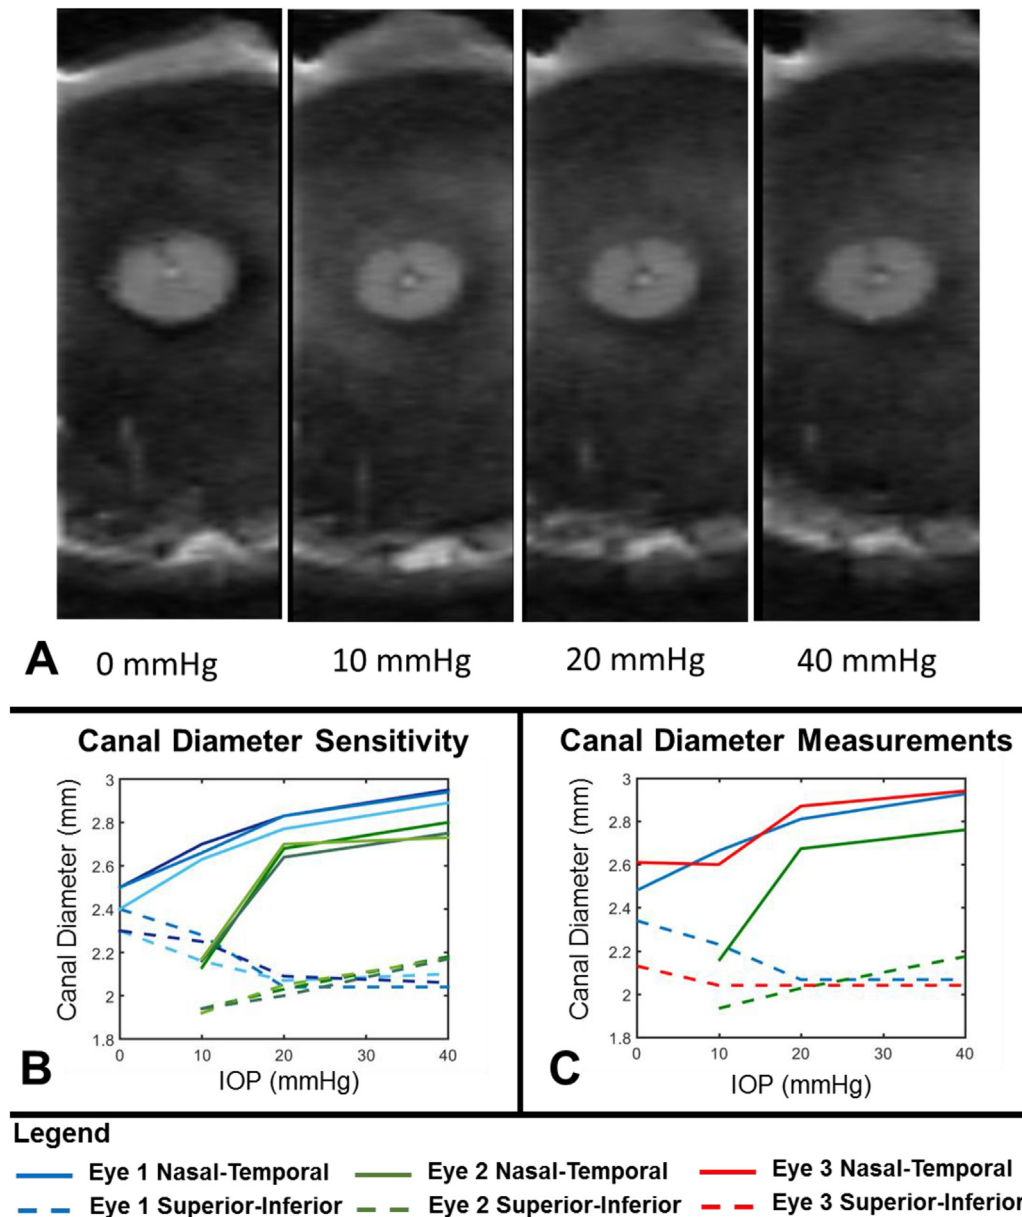 A 0 mmHg 10 mmHg 20 mmHg 40 mmHg
Canal Diameter Sensitivity
Canal Diameter (mm)
3
2.8
2.6
2.4
2.2
2
1.8
0 10 20 30 40
IOP (mmHg)
B
Canal Diameter Measurements
Canal Diameter (mm)
3
2.8
2.6
2.4
2.2
2
1.8
0 10 20 30 40
IOP (mmHg)
C
Legend
Eye 1 Nasal-Temporal Eye 2 Nasal-Temporal Eye 3 Nasal-Temporal
Eye 1 Superior-Inferior Eye 2 Superior-Inferior Eye 3 Superior-Inferior